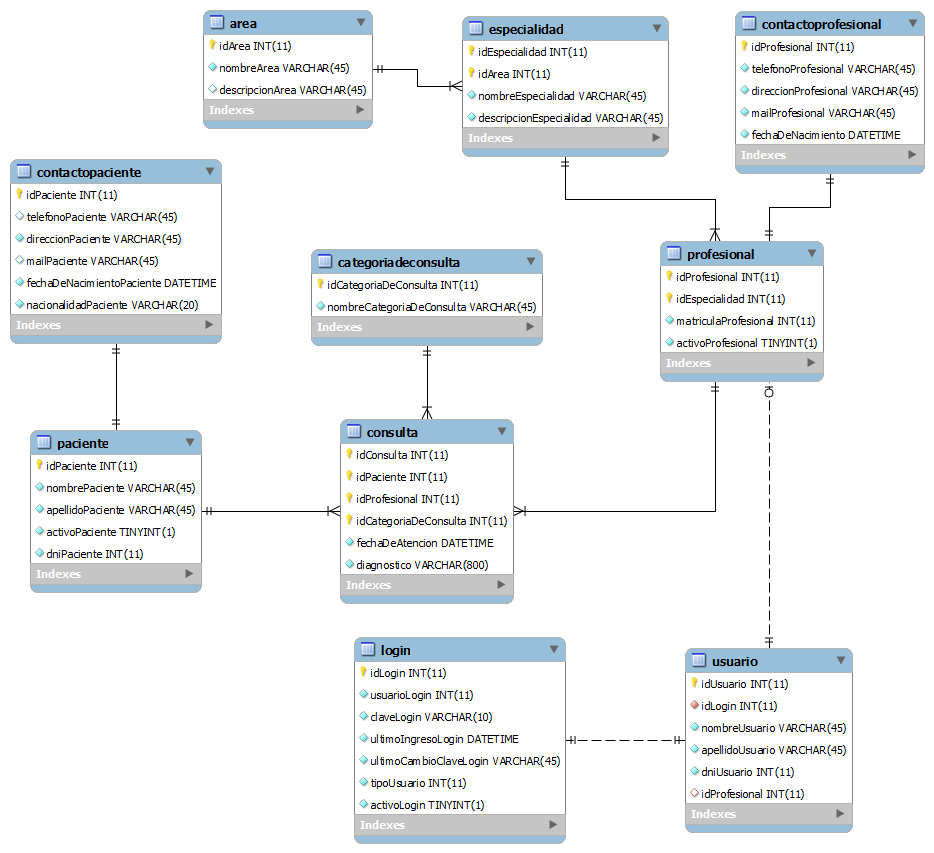 area
idArea INT(11)
nombreArea VARCHAR(45)
descripcionArea VARCHAR(45)
Indexes
especialidad
idEspecialidad INT(11)
idArea INT(11)
nombreEspecialidad VARCHAR(45)
descripcionEspecialidad VARCHAR(45)
Indexes
contactoprofesional
idProfesional INT(11)
telefonoProfesional VARCHAR(45)
direccionProfesional VARCHAR(45)
mailProfesional VARCHAR(45)
fechaDeNacimiento DATETIME
Indexes
contactopaciente
idPaciente INT(11)
telefonoPaciente VARCHAR(45)
direccionPaciente VARCHAR(45)
mailPaciente VARCHAR(45)
fechaDeNacimientoPaciente DATETIME
nacionalidadPaciente VARCHAR(20)
Indexes
categoriadeconsulta
idCategoriaDeConsulta INT(11)
nombreCategoriaDeConsulta VARCHAR(45)
Indexes
profesional
idProfesional INT(11)
idEspecialidad INT(11)
matriculaProfesional INT(11)
activoProfesional TINYINT(1)
Indexes
paciente
idPaciente INT(11)
nombrePaciente VARCHAR(45)
apellidoPaciente VARCHAR(45)
activoPaciente TINYINT(1)
dniPaciente INT(11)
Indexes
consulta
idConsulta INT(11)
idPaciente INT(11)
idProfesional INT(11)
idCategoriaDeConsulta INT(11)
fechaDeAtencion DATETIME
diagnostico VARCHAR(800)
Indexes
login
idLogin INT(11)
usuarioLogin INT(11)
claveLogin VARCHAR(10)
ultimoIngresoLogin DATETIME
ultimoCambioClaveLogin VARCHAR(45)
tipoUsuario INT(11)
activoLogin TINYINT(1)
Indexes
usuario
idUsuario INT(11)
idLogin INT(11)
nombreUsuario VARCHAR(45)
apellidoUsuario VARCHAR(45)
dniUsuario INT(11)
idProfesional INT(11)
Indexes